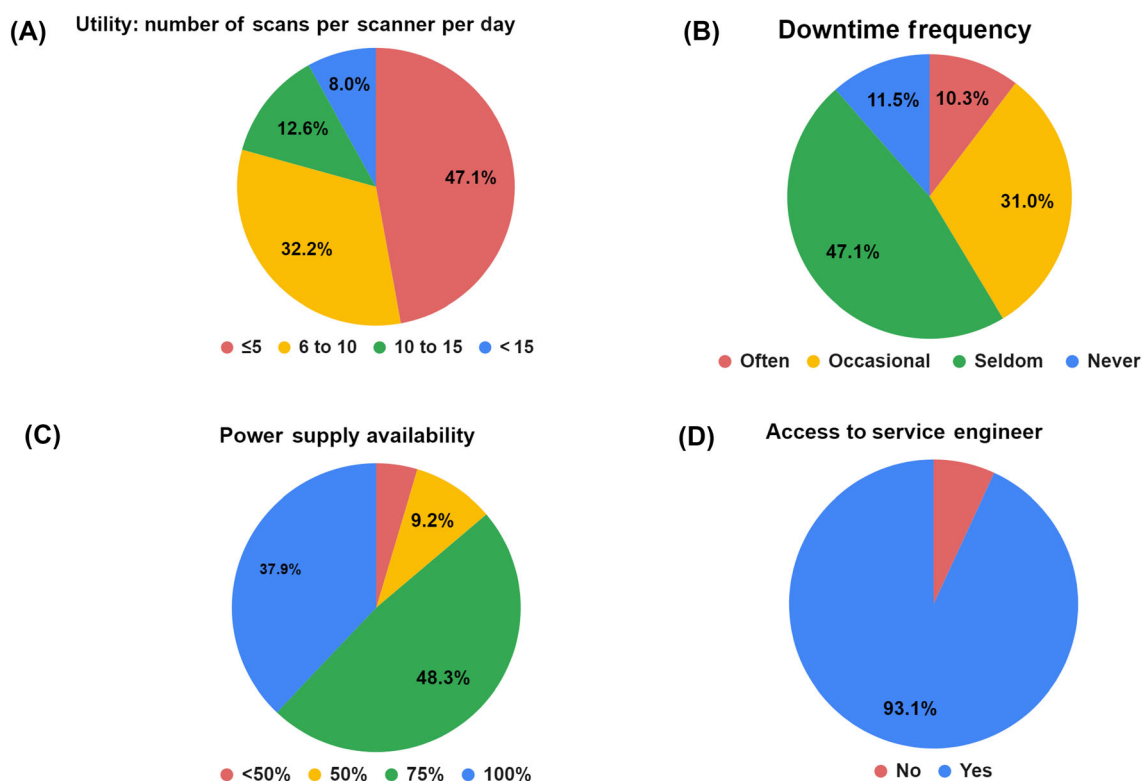 (A) Utility: number of scans per scanner per day
8.0%
12.6%
47.1%
32.2%
≤5 6 to 10 10 to 15 < 15
(B) Downtime frequency
11.5% 10.3%
31.0%
47.1%
Often Occasional Seldom Never
(C) Power supply availability
9.2%
37.9%
48.3%
<50% 50% 75% 100%
(D) Access to service engineer
93.1%
No Yes